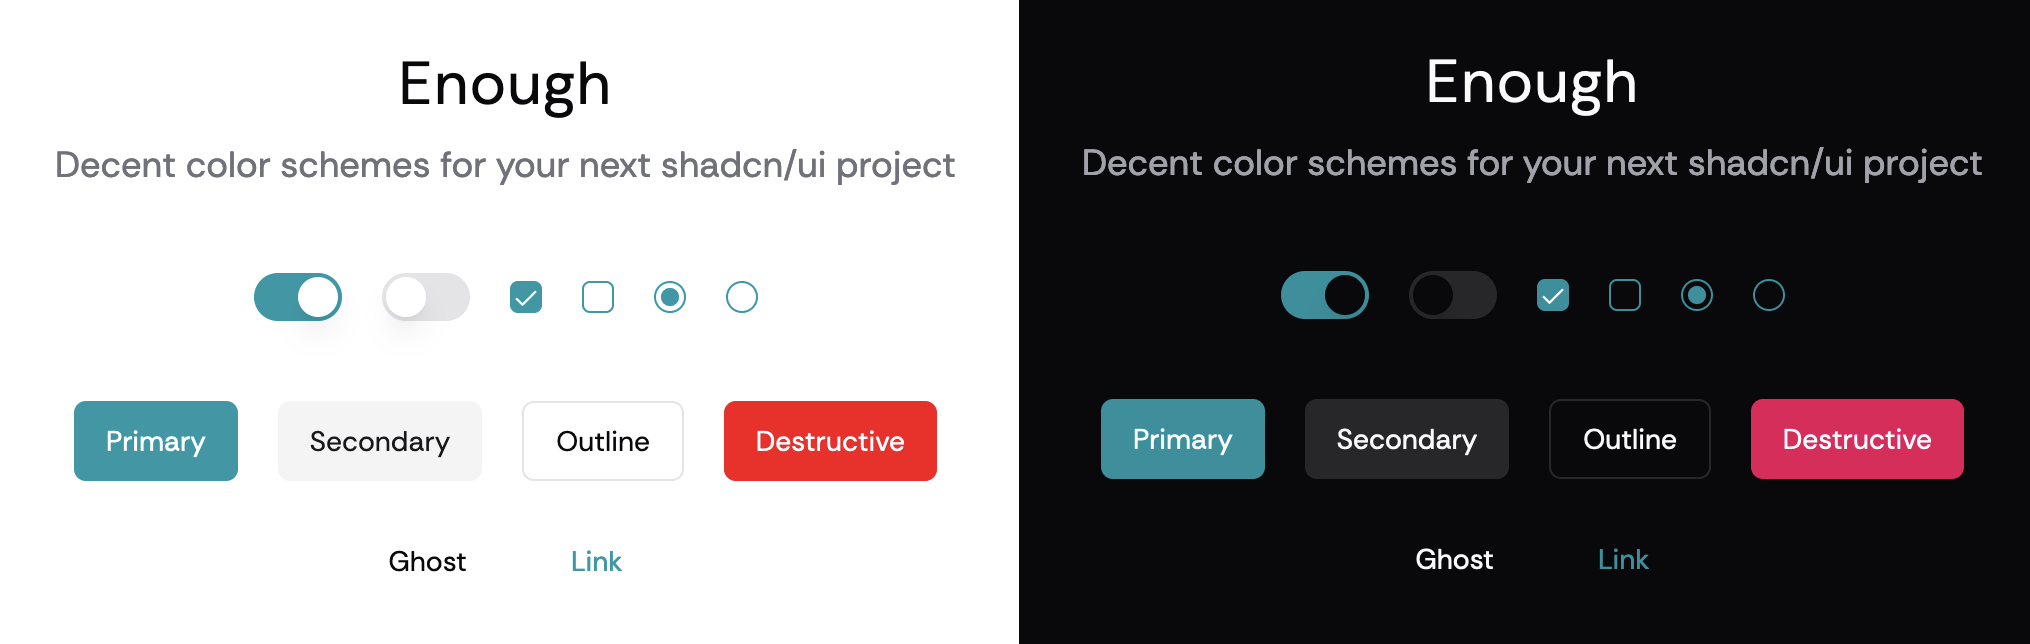 Enough
Decent color schemes for your next shadcn/ui project
Primary
Secondary
Outline
Destructive
Ghost
Link
Enough
Decent color schemes for your next shadcn/ui project
Primary
Secondary
Outline
Destructive
Ghost
Link